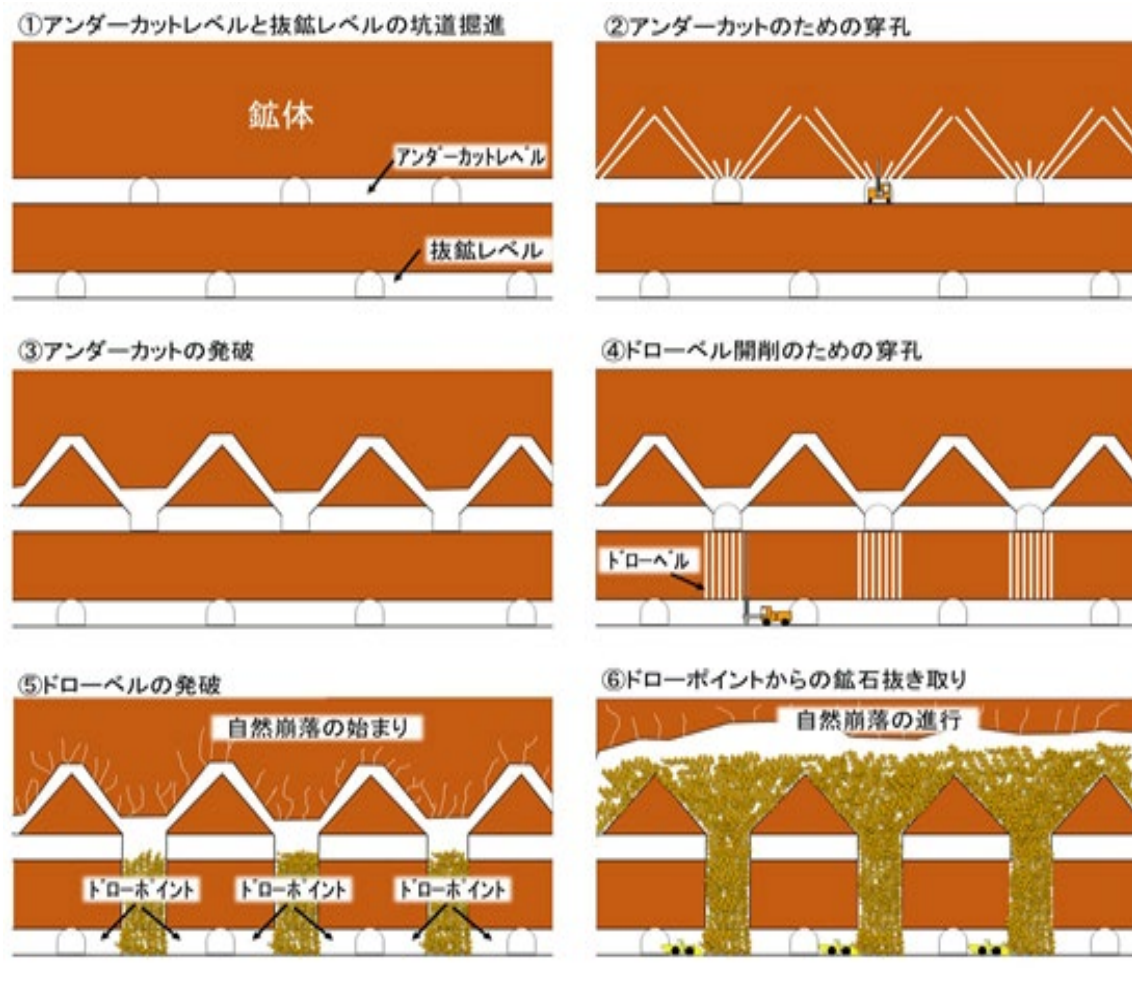 ①アンダーカットレベルと抜鉱レベルの坑道掘進
鉱体
アンダーカットレベル
抜鉱レベル
②アンダーカットのための穿孔
③アンダーカットの発破
④ドローベル開削のための穿孔
ドローベル
⑤ドローベルの発破
自然崩落の始まり
ドローポイント
ドローポイント
ドローポイント
⑥ドローポイントからの鉱石抜き取り
自然崩落の進行